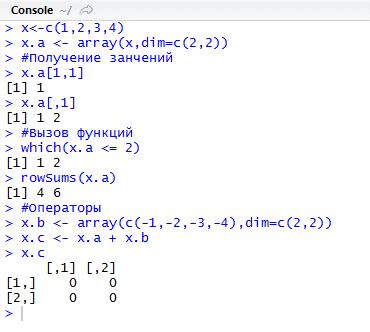 Console ~/
> x<-c(1,2,3,4)
> x.a <- array(x,dim=c(2,2))
> #Получение занчений
> x.a[1,1]
[1] 1
> x.a[,1]
[1] 1 2
> #Вызов функций
> which(x.a <= 2)
[1] 1 2
> rowSums(x.a)
[1] 4 6
> #Операторы
> x.b <- array(c(-1,-2,-3,-4),dim=c(2,2))
> x.c <- x.a + x.b
> x.c
     [,1] [,2]
[1,]    0    0
[2,]    0    0
>